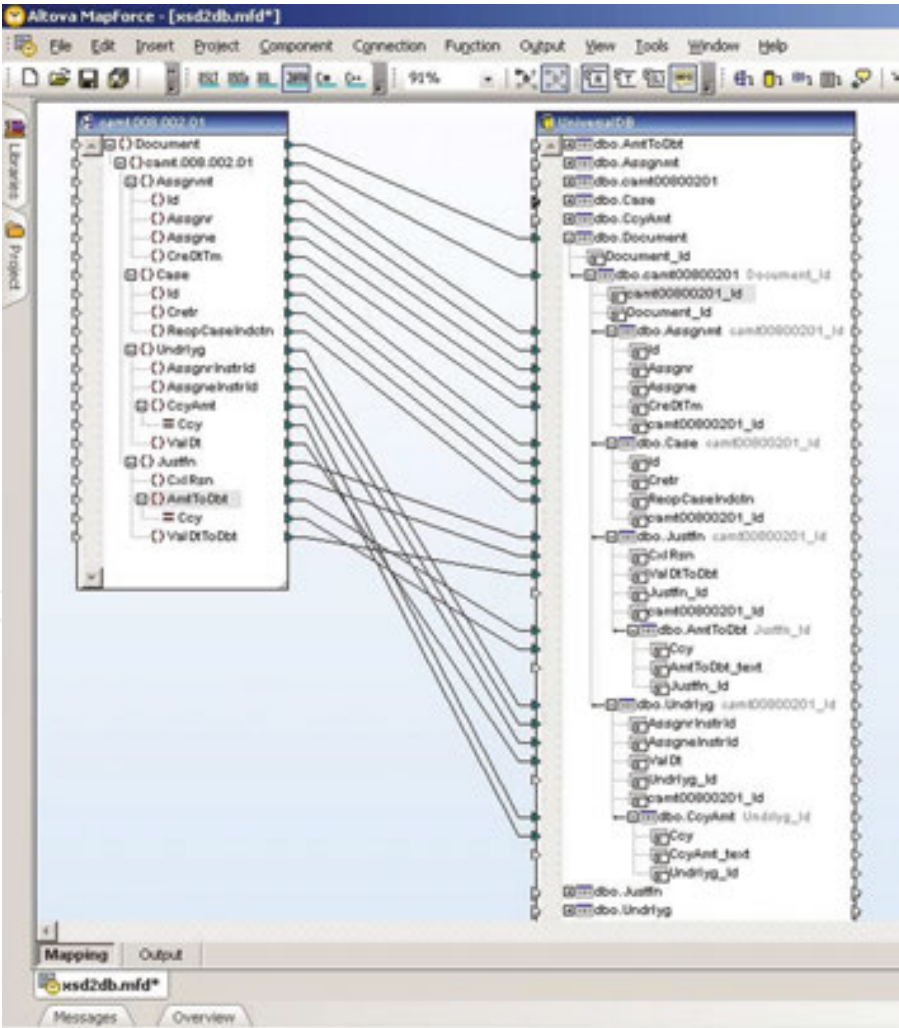 Altova MapForce - [xsd2db.mfd*]
File Edit Insert Project Component Connection Function Output View Tools Window Help
91%
Libraries
Project
camt.008.002.01
Document
camt.008.002.01
Assgnmt
Id
Assgnr
Assgne
CreDtTm
Case
Id
Cretr
ReopCaseIndctn
Undrlyg
AssgnrInstrId
AssgneInstrId
CcyAmt
Ccy
ValDt
Justfn
CxlRsn
AmtToDbt
Ccy
ValDtToDbt
UniversalDB
dbo.AmtToDbt
dbo.Assgnmt
dbo.camt00800201
dbo.Case
dbo.CcyAmt
dbo.Document
Document_Id
dbo.camt00800201 Document_Id
camt00800201_Id
Document_Id
dbo.Assgnmt camt00800201_Id
Id
Assgnr
Assgne
CreDtTm
camt00800201_Id
dbo.Case camt00800201_Id
Id
Cretr
ReopCaseIndctn
camt00800201_Id
dbo.Justfn camt00800201_Id
CxlRsn
ValDtToDbt
Justfn_Id
camt00800201_Id
dbo.AmtToDbt Justfn_Id
Ccy
AmtToDbt_text
Justfn_Id
dbo.Undrlyg camt00800201_Id
AssgnrInstrId
AssgneInstrId
ValDt
Undrlyg_Id
camt00800201_Id
dbo.CcyAmt Undrlyg_Id
Ccy
CcyAmt_text
Undrlyg_Id
dbo.Justfn
dbo.Undrlyg
Mapping Output
xsd2db.mfd*
Messages Overview